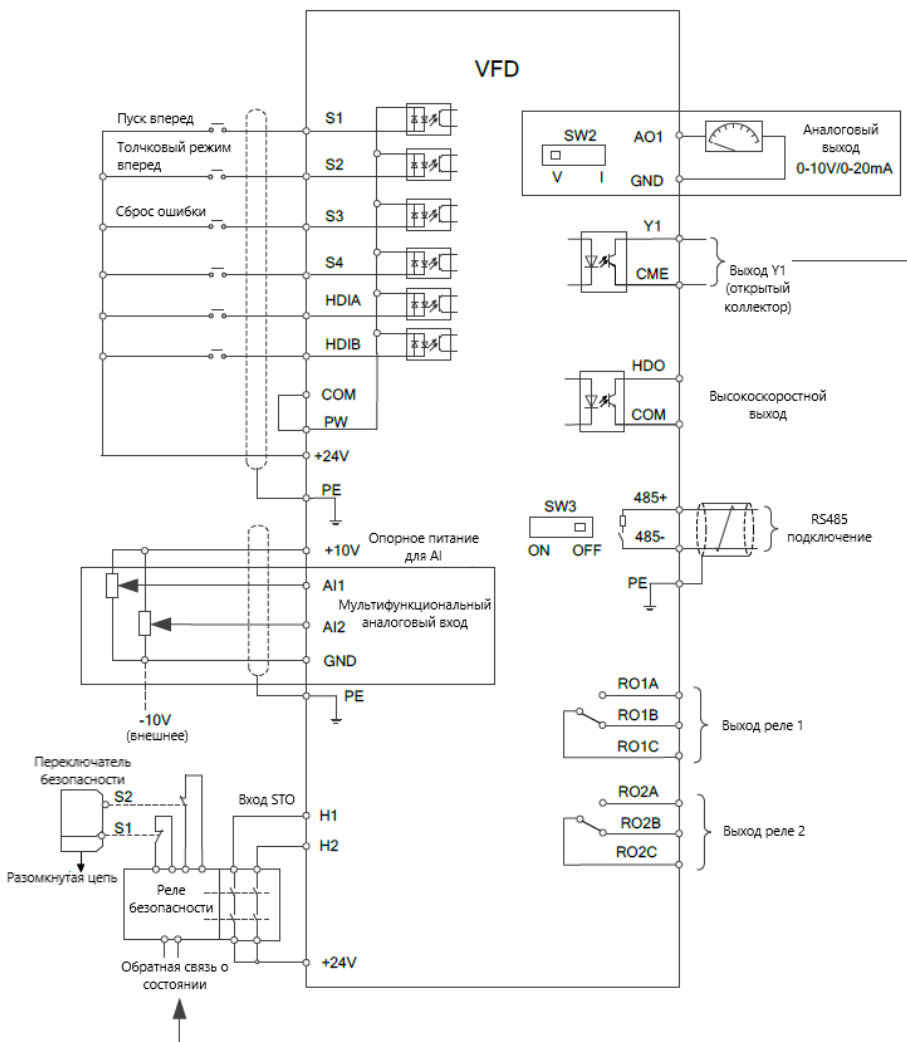 VFD
Пуск вперед
S1
Толчковый режим
вперед
S2
Сброс ошибки
S3
S4
HDIA
HDIB
COM
PW
+24V
PE
SW2
V I
AO1
GND
Аналоговый
выход
0-10V/0-20mA
Y1
CME
Выход Y1
(открытый
коллектор)
HDO
COM
Высокоскоростной
выход
SW3
ON OFF
485+
485-
PE
RS485
подключение
+10V
Опорное питание
для AI
AI1
Мультифункциональный
аналоговый вход
AI2
GND
PE
-10V
(внешнее)
RO1A
RO1B
RO1C
Выход реле 1
RO2A
RO2B
RO2C
Выход реле 2
Переключатель
безопасности
S2
S1
Разомкнутая цепь
Вход STO
H1
H2
Реле
безопасности
+24V
Обратная связь о
состоянии